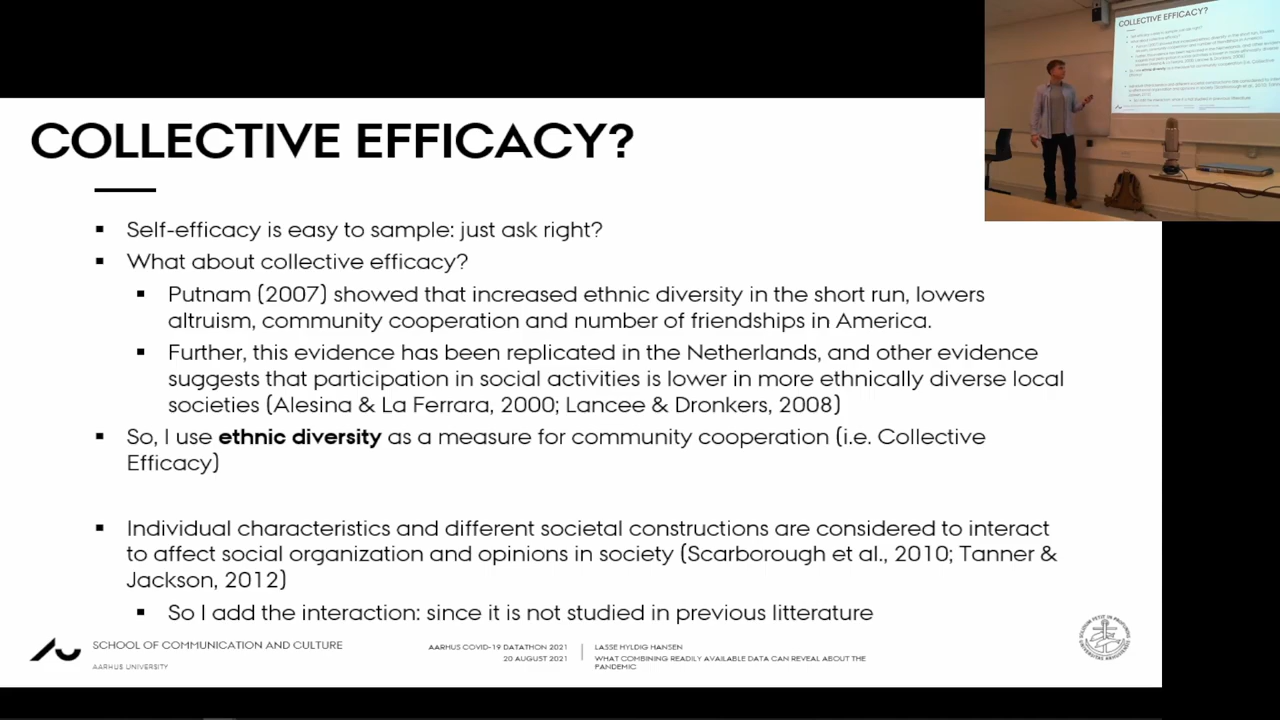 COLLECTIVE EFFICACY?
Self-efficacy is easy to sample: just ask right?
What about collective efficacy?
Putnam (2007) showed that increased ethnic diversity in the short run, lowers
altruism, community cooperation and number of friendships in America.
Further, this evidence has been replicated in the Netherlands, and other evidence
suggests that participation in social activities is lower in more ethnically diverse local
societies (Alesina & La Ferrara, 2000; Lancee & Dronkers, 2008)
So, I use ethnic diversity as a measure for community cooperation (i.e. Collective
Efficacy)
Individual characteristics and different societal constructions are considered to interact
to affect social organization and opinions in society (Scarborough et al., 2010; Tanner &
Jackson, 2012)
So I add the interaction: since it is not studied in previous litterature
SCHOOL OF COMMUNICATION AND CULTURE
AARHUS UNIVERSITY
AARHUS COVID-19 DATATHON 2021
20 AUGUST 2021
LASSE HYLDIG HANSEN
WHAT COMBINING READILY AVAILABLE DATA CAN REVEAL ABOUT THE
PANDEMIC
COLLECTIVE EFFICACY?